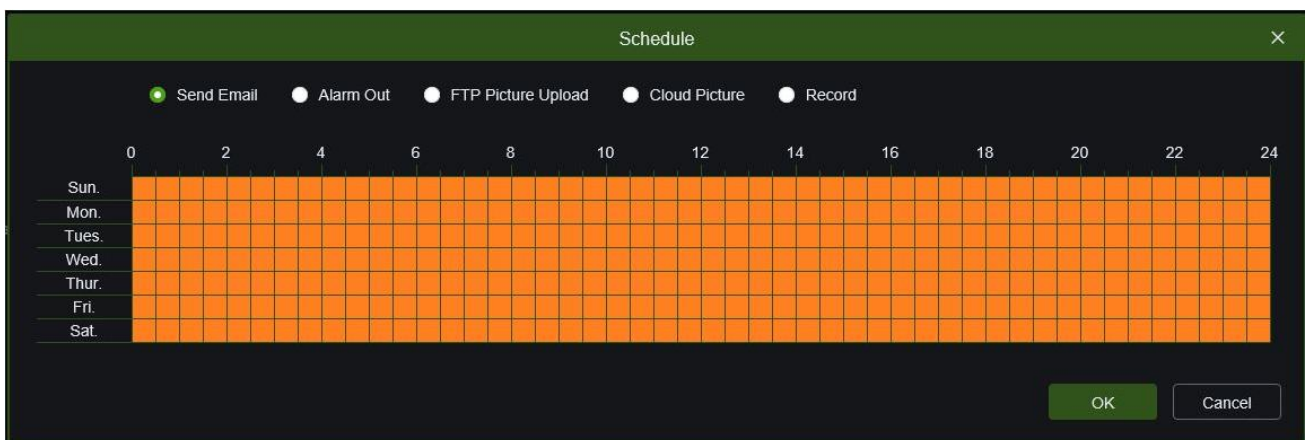 Schedule
Send Email Alarm Out FTP Picture Upload Cloud Picture Record
0 2 4 6 8 10 12 14 16 18 20 22 24
Sun.
Mon.
Tues.
Wed.
Thur.
Fri.
Sat.
OK Cancel